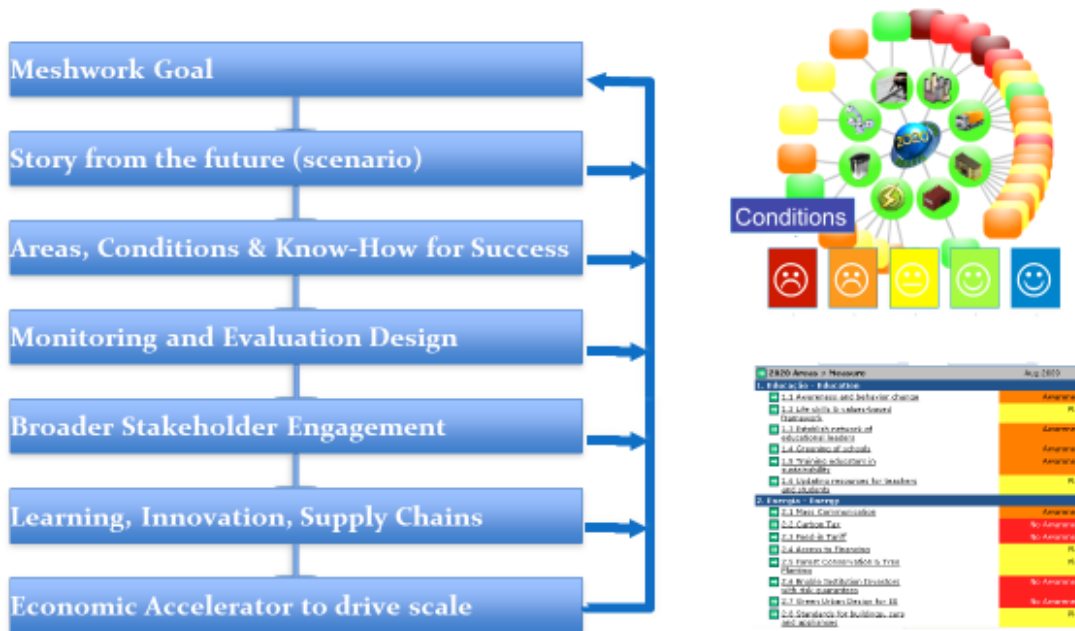 Meshwork Goal
Story from the future (scenario)
Areas, Conditions & Know-How for Success
Monitoring and Evaluation Design
Broader Stakeholder Engagement
Learning, Innovation, Supply Chains
Economic Accelerator to drive scale
2020
Conditions
2020 Areas > Measure
1. Educação - Education
1.1 Awareness and behavior change
1.2 Life skills & values-based
framework
1.3 Establish network of
educational leaders
1.4 Greening of schools
1.5 Training educators in
sustainability
1.6 Updating resources for teachers
and students
2. Energia - Energy
2.1 Mass Communication
2.2 Carbon Tax
2.3 Feed-in Tariff
2.4 Access to Financing
2.5 Forest Conservation & Tree
Planting
2.6 Enable Institution Investors
with risk guarantees
2.7 Green Urban Design for
2.8 Standards for buildings, cars
and appliances